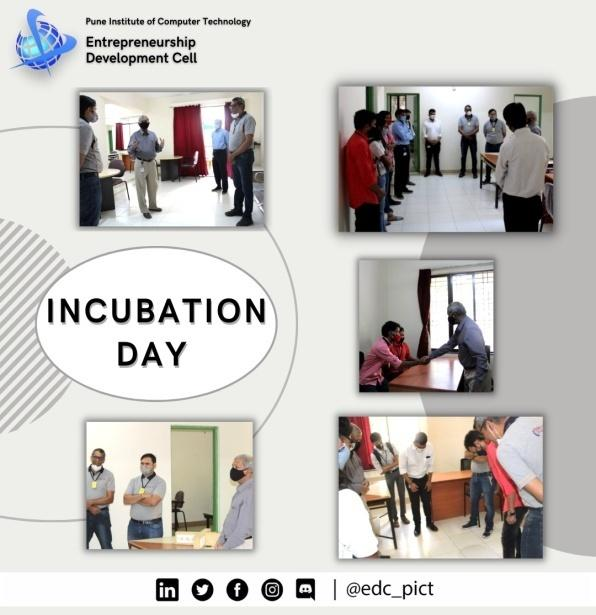 Pune Institute of Computer Technology
Entrepreneurship
Development Cell
INCUBATION
DAY
@edc_pict